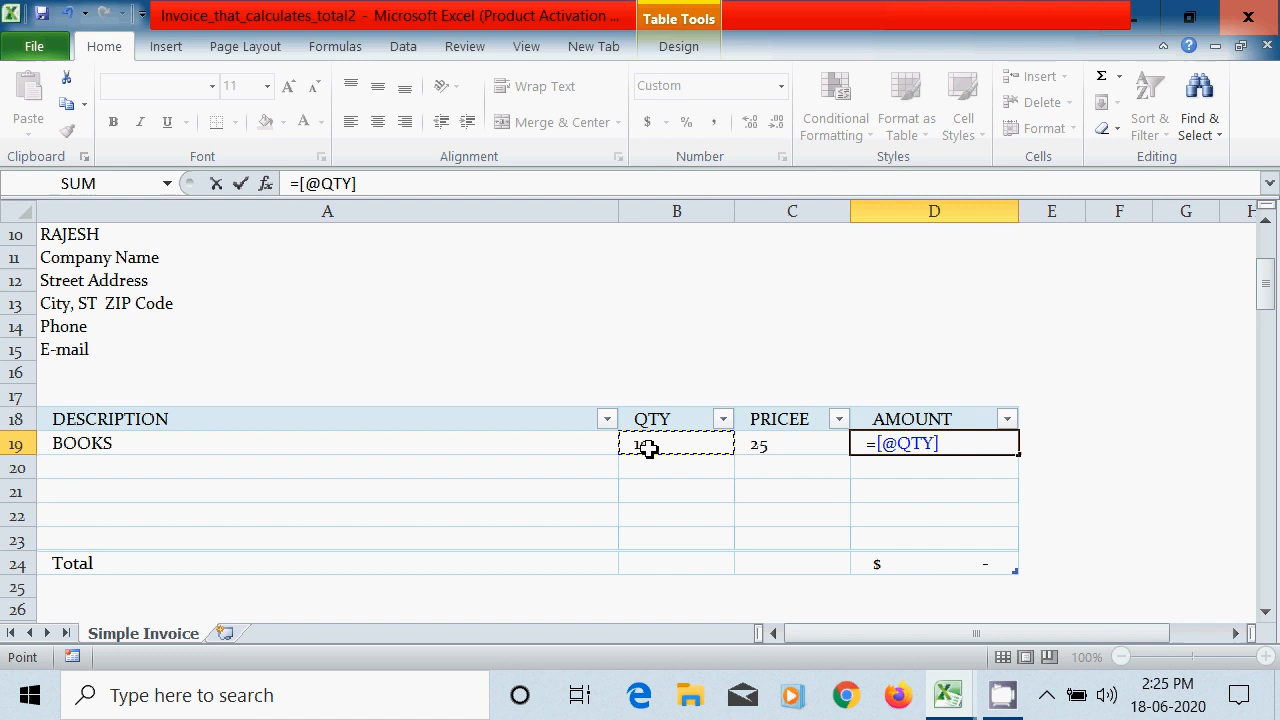 Invoice_that_calculates_total2 - Microsoft Excel (Product Activation ...
Table Tools
File Home Insert Page Layout Formulas Data Review View New Tab Design
Paste
Clipboard
11
Font
Wrap Text
Merge & Center
Alignment
Custom
$ % ,
Number
Conditional Formatting
Format as Table
Cell Styles
Styles
Insert
Delete
Format
Cells
Σ
Sort & Filter
Find & Select
Editing
SUM fx =[@QTY]
A B C D E F G H
10 RAJESH
11 Company Name
12 Street Address
13 City, ST ZIP Code
14 Phone
15 E-mail
16
17
18 DESCRIPTION QTY PRICEE AMOUNT
19 BOOKS 25 =[@QTY]
20
21
22
23
24 Total $ -
25
26
Simple Invoice
Point 100%
Type here to search
2:25 PM
18-06-2020